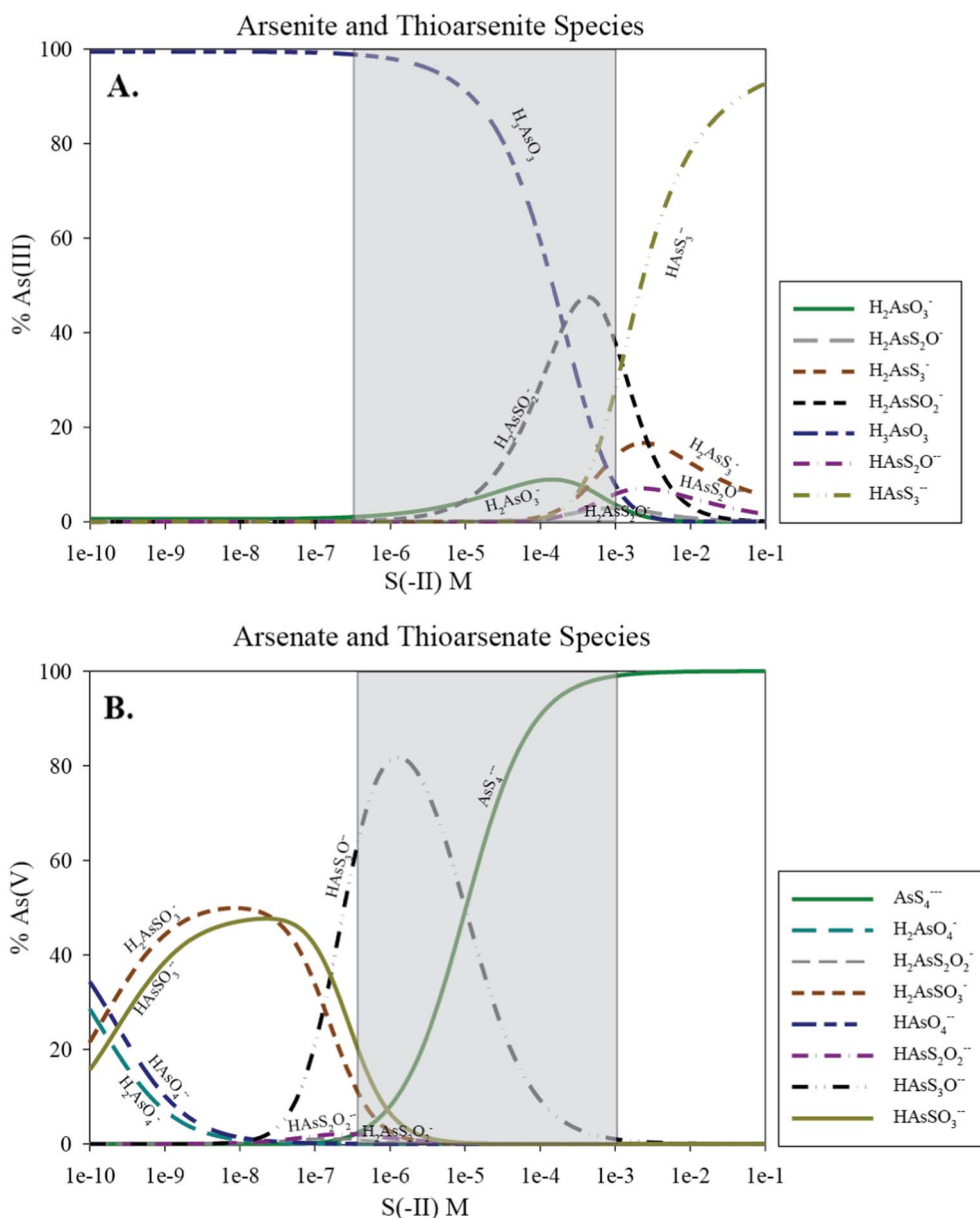 Arsenite and Thioarsenite Species
A.
% As(III)
100
80
60
40
20
0
1e-10 1e-9 1e-8 1e-7 1e-6 1e-5 1e-4 1e-3 1e-2 1e-1
S(-II) M
H₃AsO₃
H₂AsSO₂⁻
H₂AsO₃⁻
H₂AsS₂O⁻
HAsS₃⁻
H₂AsS₃⁻
HAsS₂O⁻
H₂AsO₃⁻
H₂AsS₂O⁻
H₂AsS₃⁻
H₂AsSO₂⁻
H₃AsO₃
HAsS₂O⁻⁻
HAsS₃⁻⁻
Arsenate and Thioarsenate Species
B.
% As(V)
100
80
60
40
20
0
1e-10 1e-9 1e-8 1e-7 1e-6 1e-5 1e-4 1e-3 1e-2 1e-1
S(-II) M
H₂AsSO₃⁻
HAsSO₃⁻
HAsO₄⁻⁻
H₂AsO₄⁻
HAsS₃O⁻
HAsS₂O₂⁻⁻
H₂AsS₂O₂⁻
AsS₄⁻⁻⁻
AsS₄⁻⁻⁻
H₂AsO₄⁻
H₂AsS₂O₂⁻
H₂AsSO₃⁻
HAsO₄⁻⁻
HAsS₂O₂⁻⁻
HAsS₃O⁻⁻
HAsSO₃⁻⁻